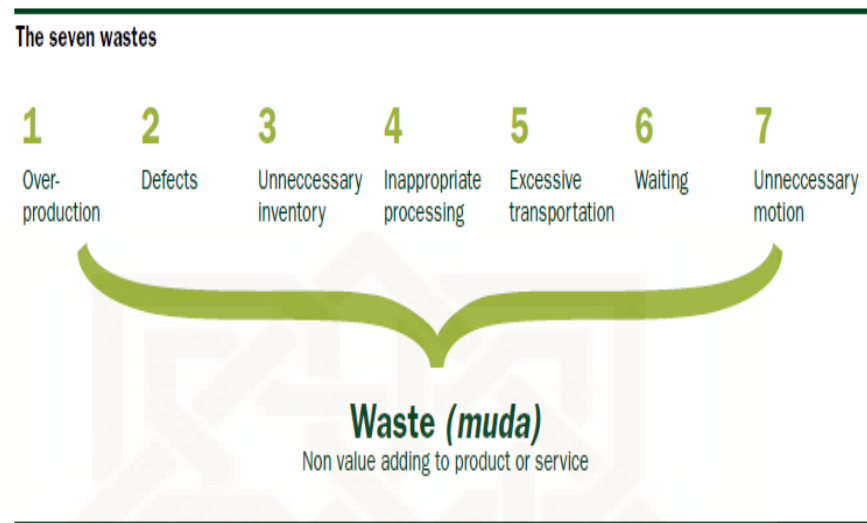 The seven wastes
1 2 3 4 5 6 7
Over- Defects Unneccessary Inappropriate Excessive Waiting Unneccessary
production inventory processing transportation motion
Waste (muda)
Non value adding to product or service